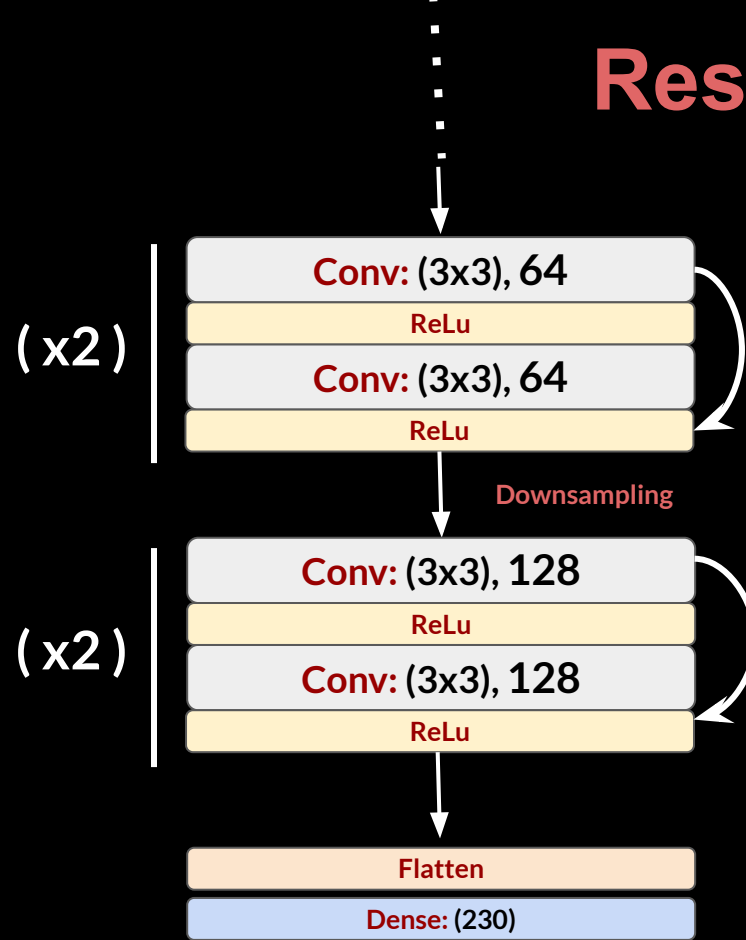 Res
Conv: (3x3), 64
ReLu
( x2 )
Conv: (3x3), 64
ReLu
Downsampling
Conv: (3x3), 128
ReLu
( x2 )
Conv: (3x3), 128
ReLu
Flatten
Dense: (230)